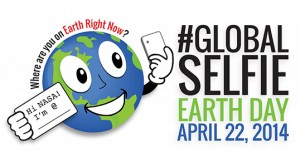 Where are you on Earth Right Now?
Hi NASA!
I'm @
#GLOBAL
SELFIE
EARTH DAY
APRIL 22, 2014